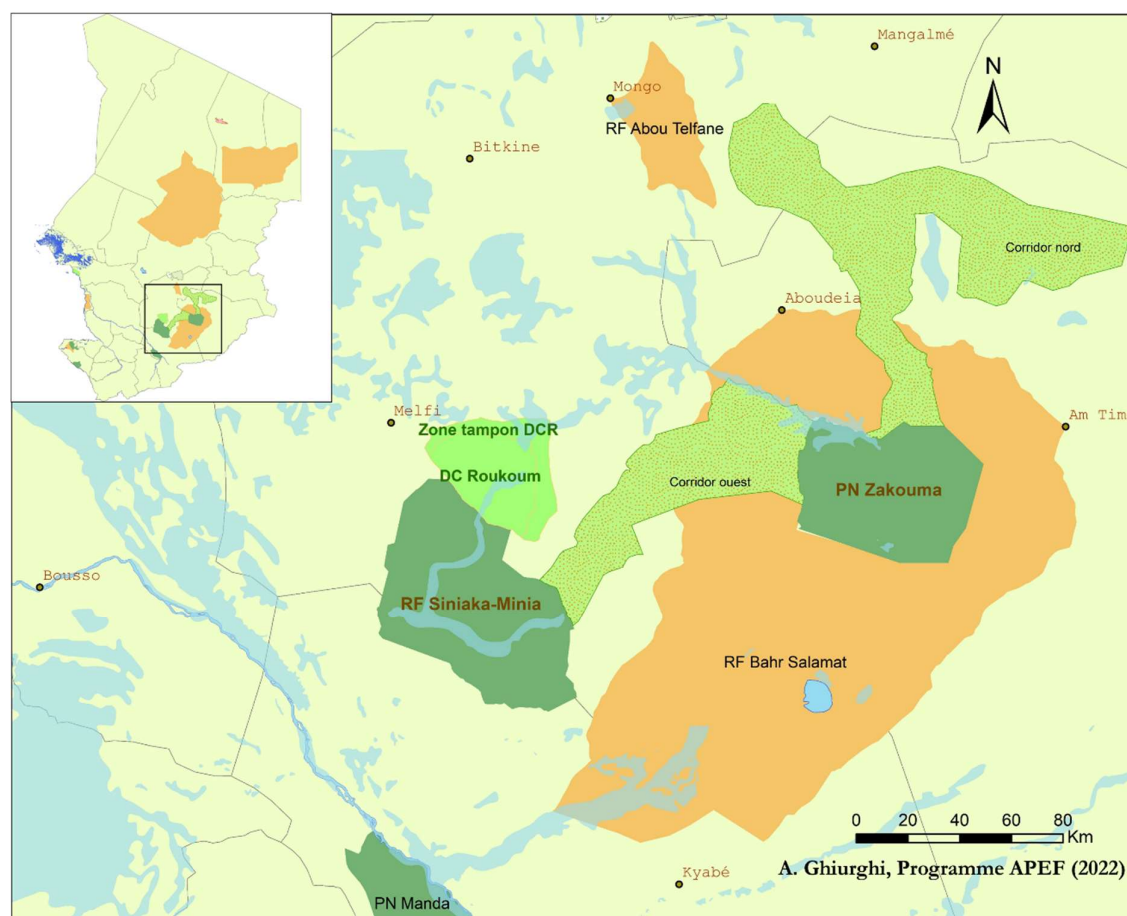 Mangalmé
N
Mongo
RF Abou Telfane
Bitkine
Corridor nord
Aboudeia
Melfi
Zone tampon DCR
Am Tim
DC Roukoum
Corridor ouest
PN Zakouma
Bousso
RF Siniaka-Minia
RF Bahr Salamat
0 20 40 60 80
Km
A. Ghiurghi, Programme APEF (2022)
Kyabé
PN Manda